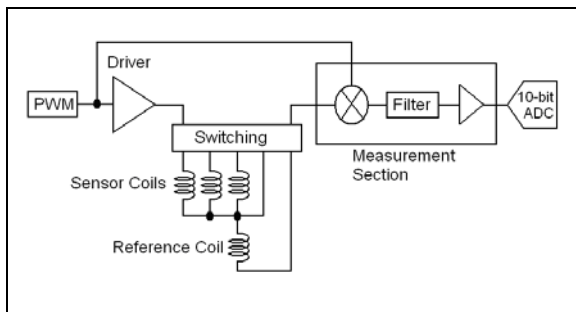 Driver
PWM
Switching
Filter
10-bit
ADC
Measurement
Section
Sensor Coils
Reference Coil